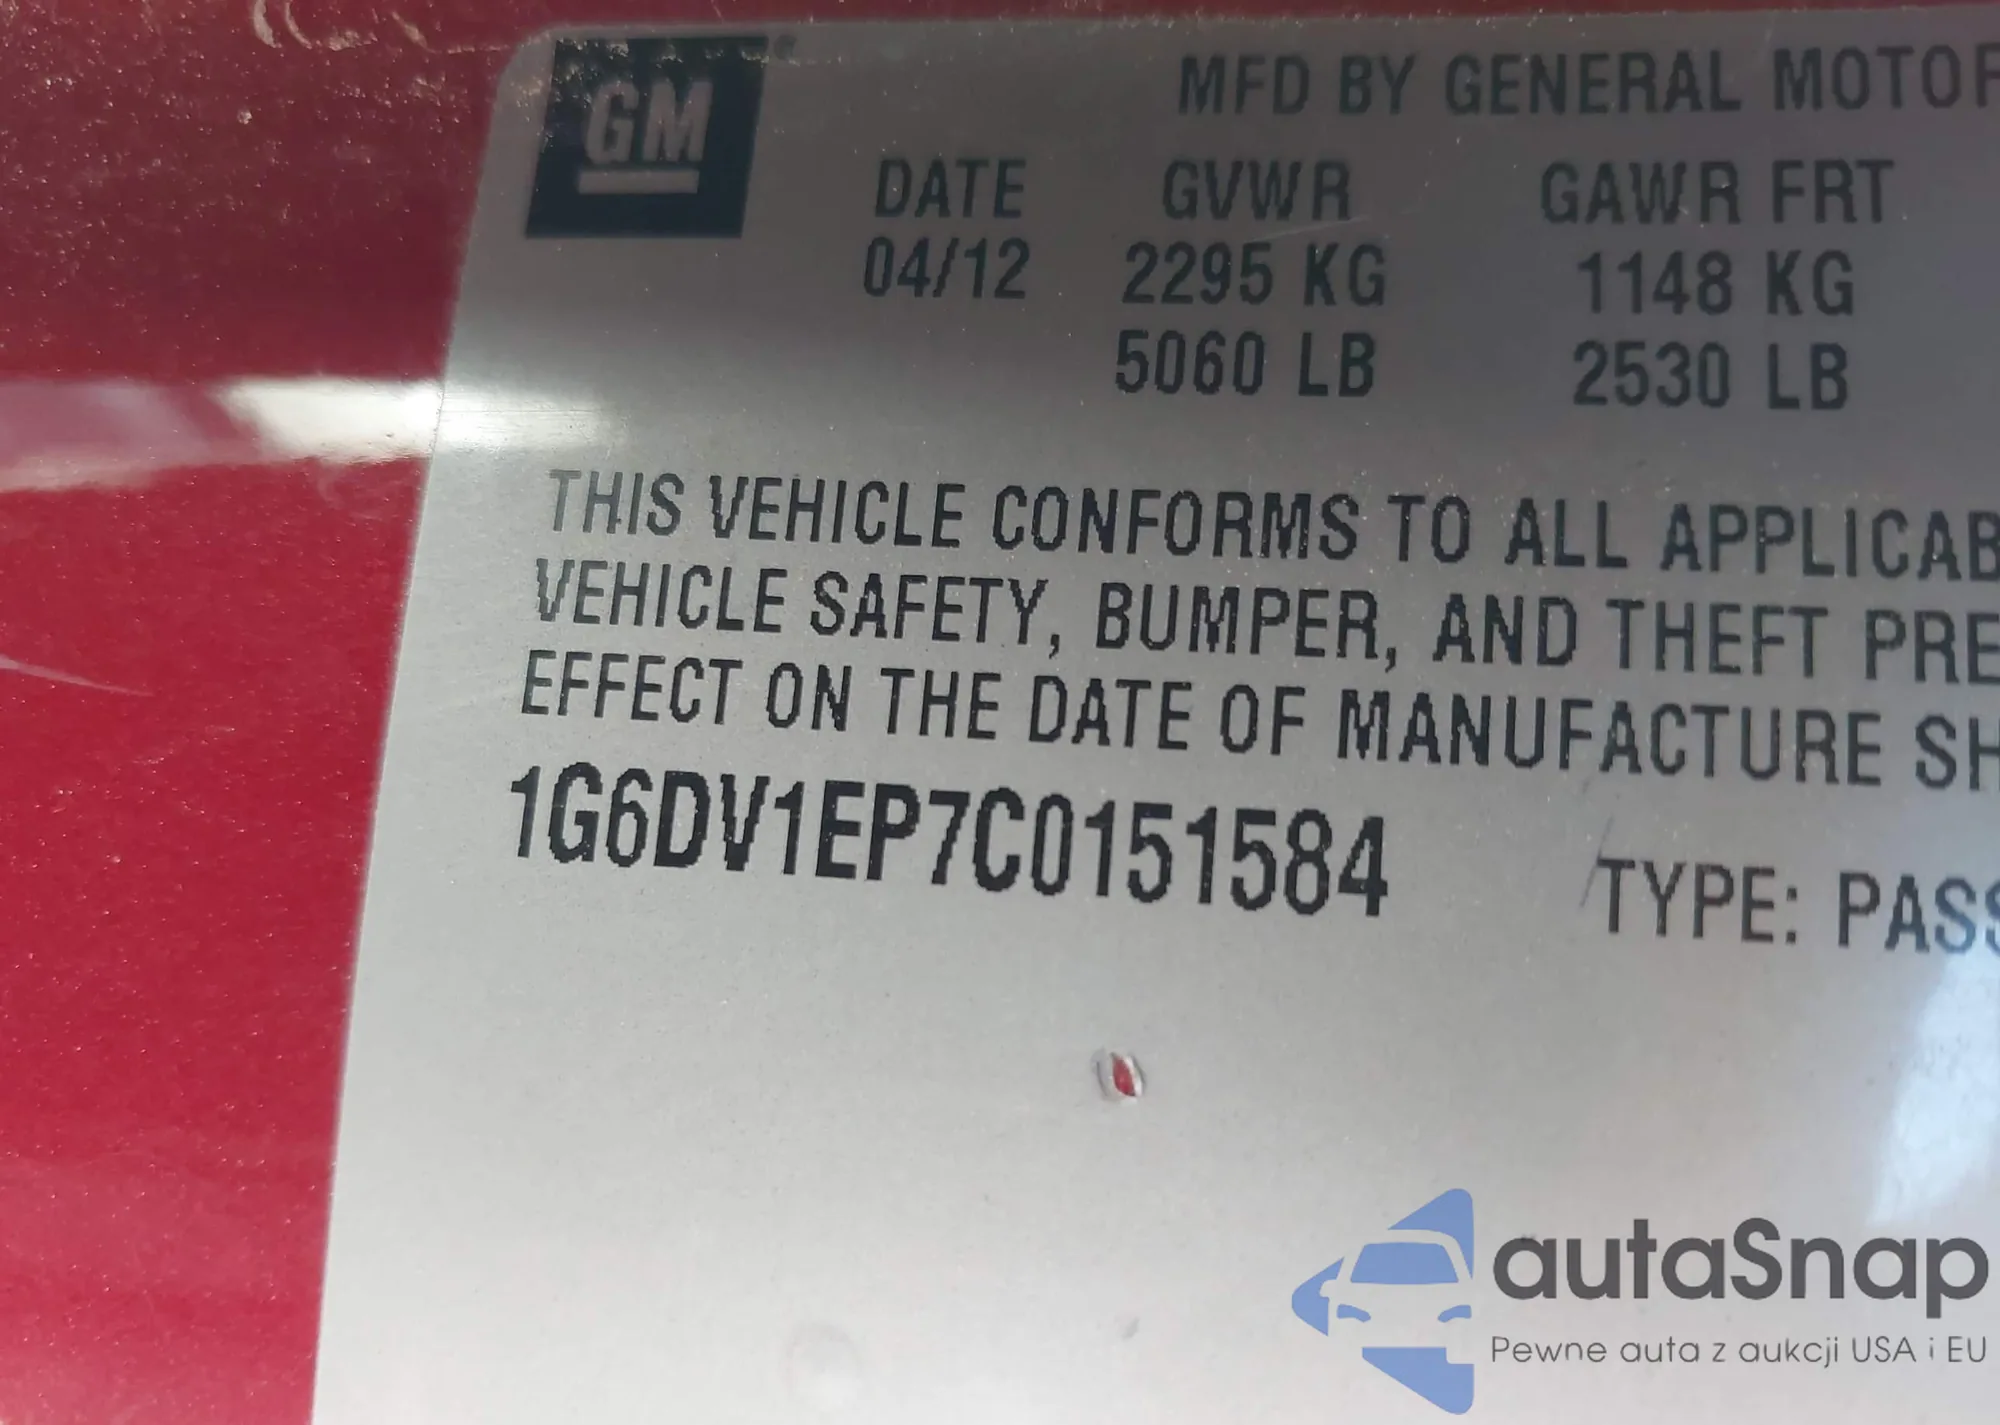 GM
MFD BY GENERAL MOTOR
DATE GVWR GAWR FRT
04/12 2295 KG 1148 KG
5060 LB 2530 LB
THIS VEHICLE CONFORMS TO ALL APPLICAB
VEHICLE SAFETY, BUMPER, AND THEFT PRE
EFFECT ON THE DATE OF MANUFACTURE SH
1G6DV1EP7C0151584
TYPE: PASS
autaSnap
Pewne auta z aukcji USA i EU